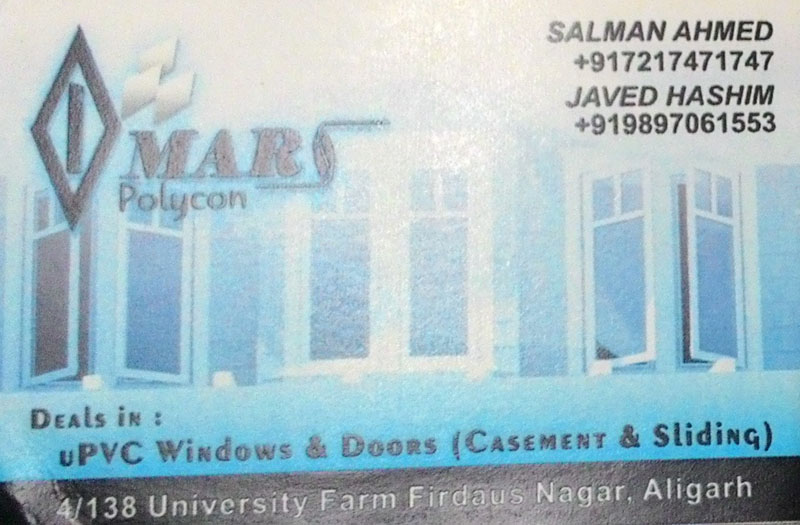 SALMAN AHMED
+917217471747
JAVED HASHIM
+919897061553
MARS
Polycon
Deals in :
uPVC Windows & Doors (Casement & Sliding)
4/138 University Farm Firdaus Nagar, Aligarh